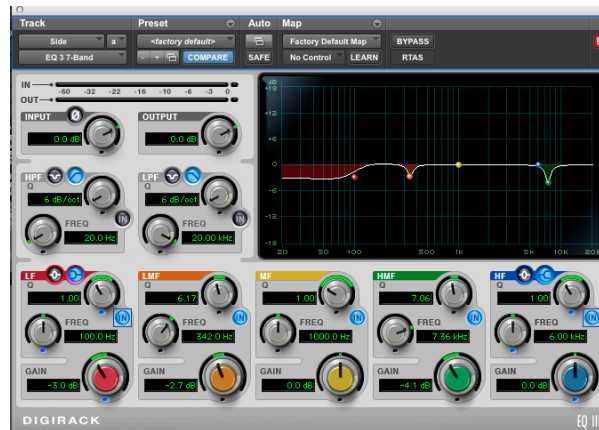 Track Preset Auto Map
Side a <factory default> Factory Default Map BYPASS
EQ 3 7-Band - + COMPARE SAFE No Control LEARN RTAS
IN -60 -32 -22 -16 -10 -6 -3 0
OUT
INPUT Ø OUTPUT
0.0 dB 0.0 dB
HPF LPF
Q Q
6 dB/oct 6 dB/oct
IN IN
FREQ FREQ
20.0 Hz 20.00 kHz
dB
+18
+12
+6
0
-6
-12
-18
20 50 100 500 1k 5k 10k 20k
LF LMF MF HMF HF
Q Q Q Q Q
1.00 6.17 1.00 7.06 1.00
IN IN IN IN IN
FREQ FREQ FREQ FREQ FREQ
100.0 Hz 342.0 Hz 1000.0 Hz 7.36 kHz 6.00 kHz
GAIN GAIN GAIN GAIN GAIN
-3.0 dB -2.7 dB 0.0 dB -4.1 dB 0.0 dB
DIGIRACK EQ III